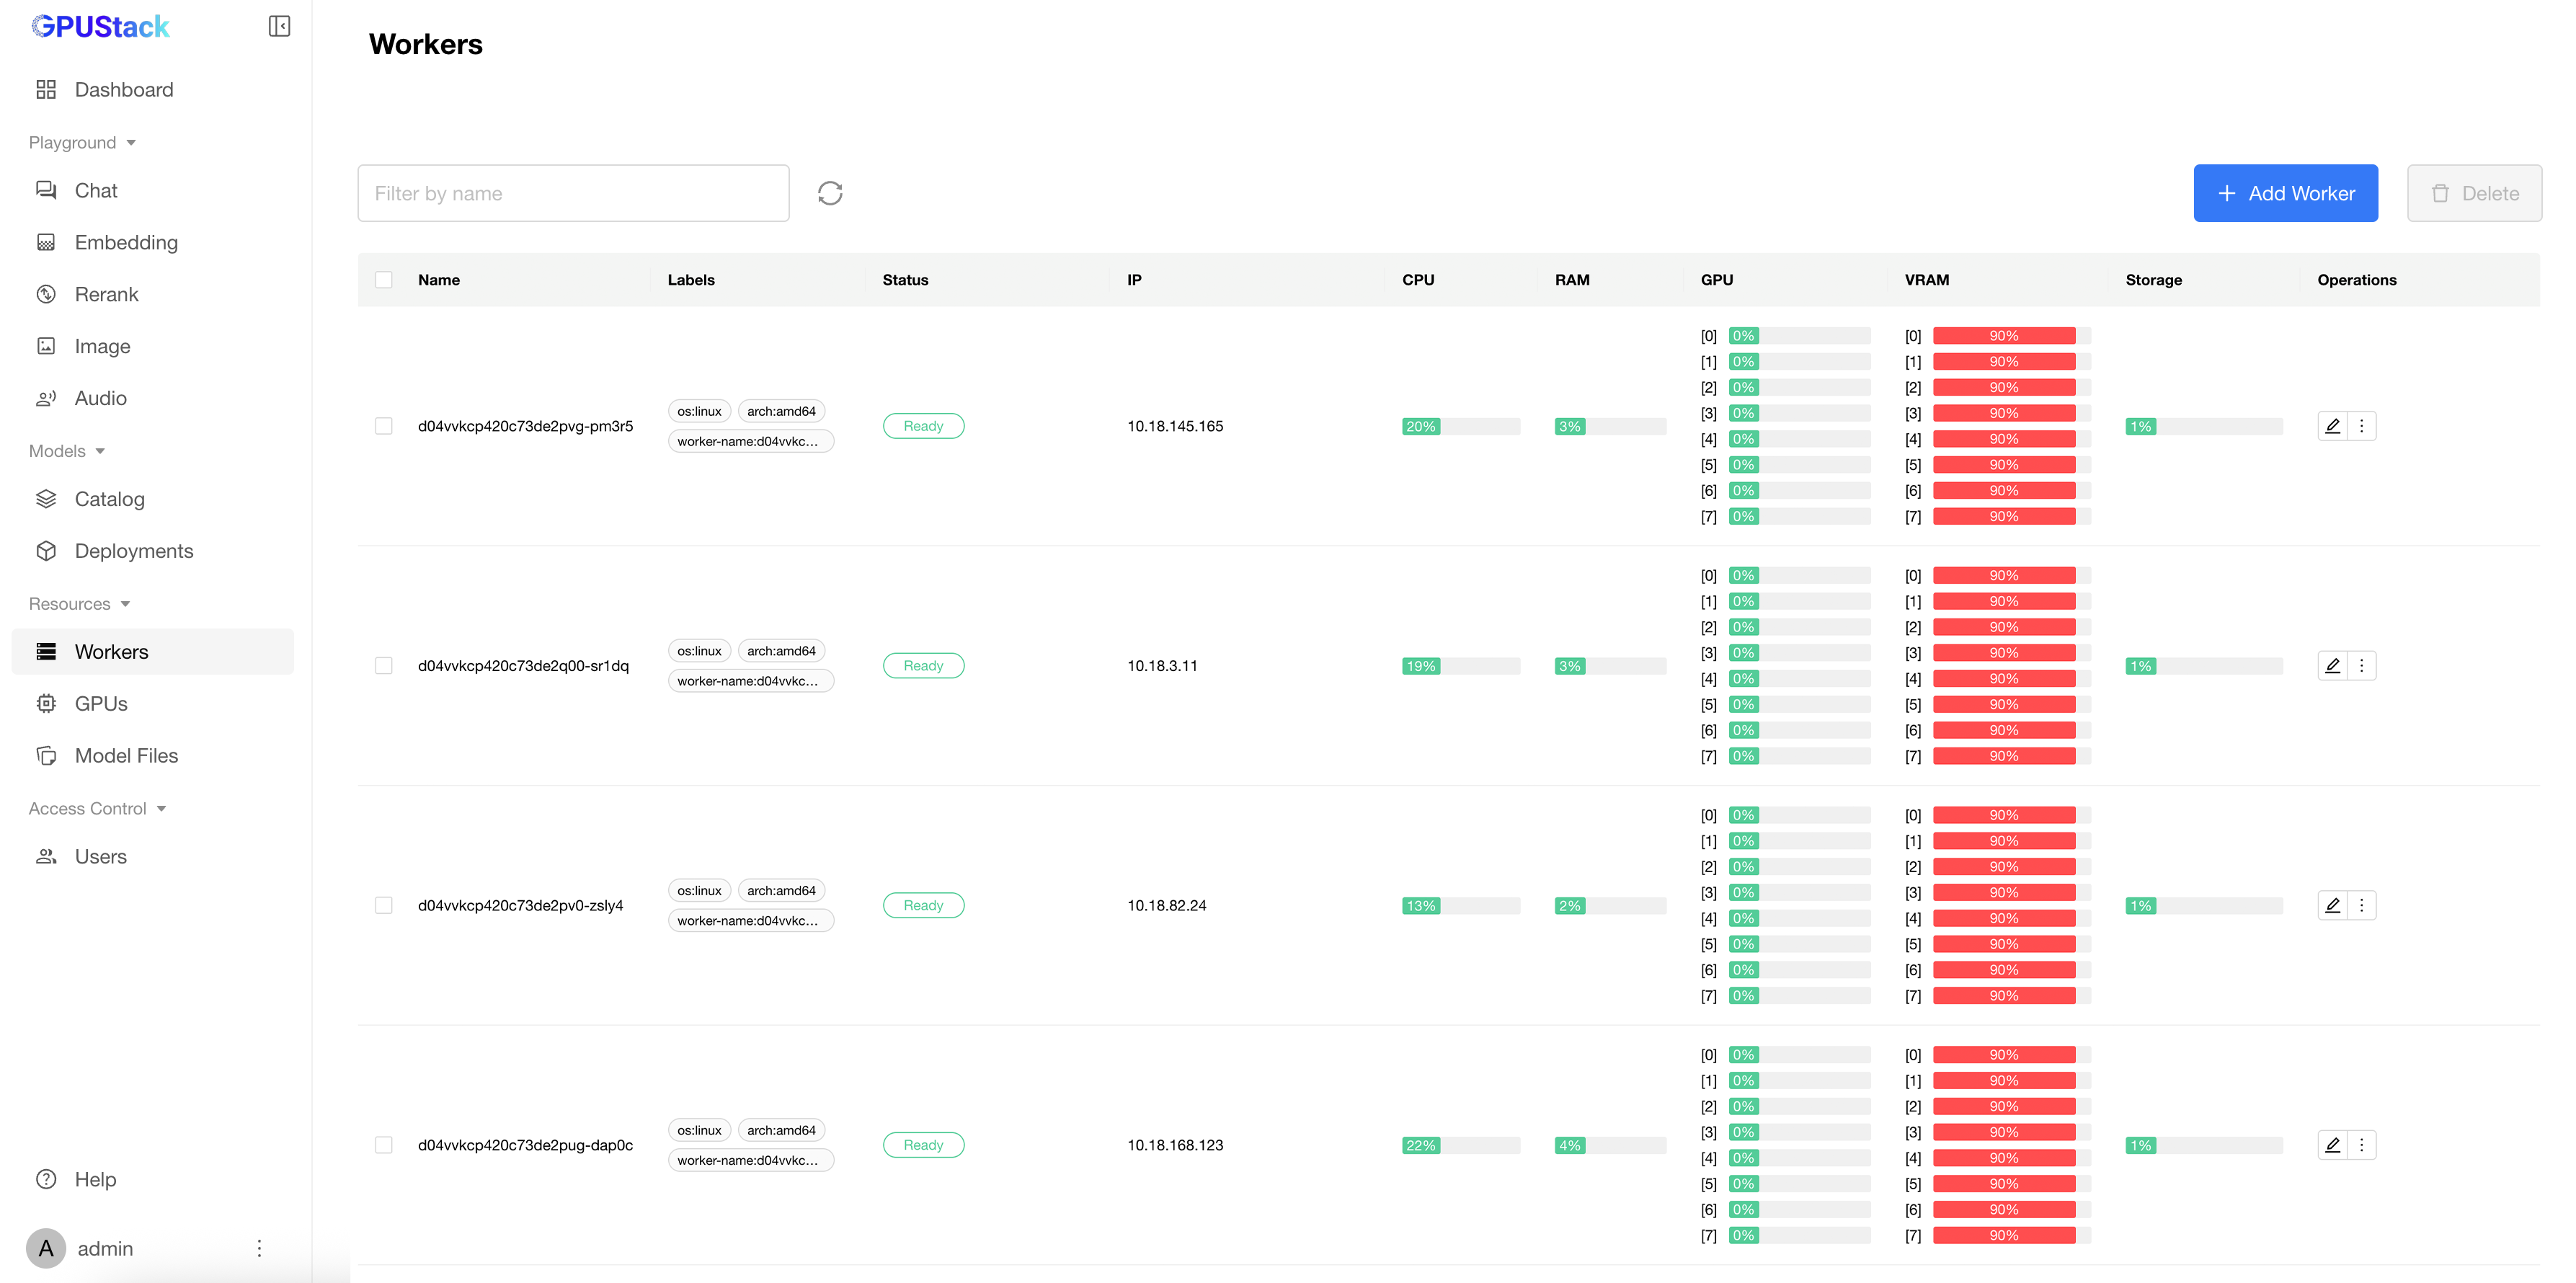 GPUStack
Dashboard
Playground
Chat
Embedding
Rerank
Image
Audio
Models
Catalog
Deployments
Resources
Workers
GPUs
Model Files
Access Control
Users
Help
A admin
Workers
Filter by name
+ Add Worker
Delete
Name Labels Status IP CPU RAM GPU VRAM Storage Operations
d04vvkcp420c73de2pvg-pm3r5
os:linux arch:amd64
worker-name:d04vvkc...
Ready
10.18.145.165
20%
3%
[0] 0%
[1] 0%
[2] 0%
[3] 0%
[4] 0%
[5] 0%
[6] 0%
[7] 0%
[0] 90%
[1] 90%
[2] 90%
[3] 90%
[4] 90%
[5] 90%
[6] 90%
[7] 90%
1%
d04vvkcp420c73de2q00-sr1dq
os:linux arch:amd64
worker-name:d04vvkc...
Ready
10.18.3.11
19%
3%
[0] 0%
[1] 0%
[2] 0%
[3] 0%
[4] 0%
[5] 0%
[6] 0%
[7] 0%
[0] 90%
[1] 90%
[2] 90%
[3] 90%
[4] 90%
[5] 90%
[6] 90%
[7] 90%
1%
d04vvkcp420c73de2pv0-zsly4
os:linux arch:amd64
worker-name:d04vvkc...
Ready
10.18.82.24
13%
2%
[0] 0%
[1] 0%
[2] 0%
[3] 0%
[4] 0%
[5] 0%
[6] 0%
[7] 0%
[0] 90%
[1] 90%
[2] 90%
[3] 90%
[4] 90%
[5] 90%
[6] 90%
[7] 90%
1%
d04vvkcp420c73de2pug-dap0c
os:linux arch:amd64
worker-name:d04vvkc...
Ready
10.18.168.123
22%
4%
[0] 0%
[1] 0%
[2] 0%
[3] 0%
[4] 0%
[5] 0%
[6] 0%
[7] 0%
[0] 90%
[1] 90%
[2] 90%
[3] 90%
[4] 90%
[5] 90%
[6] 90%
[7] 90%
1%